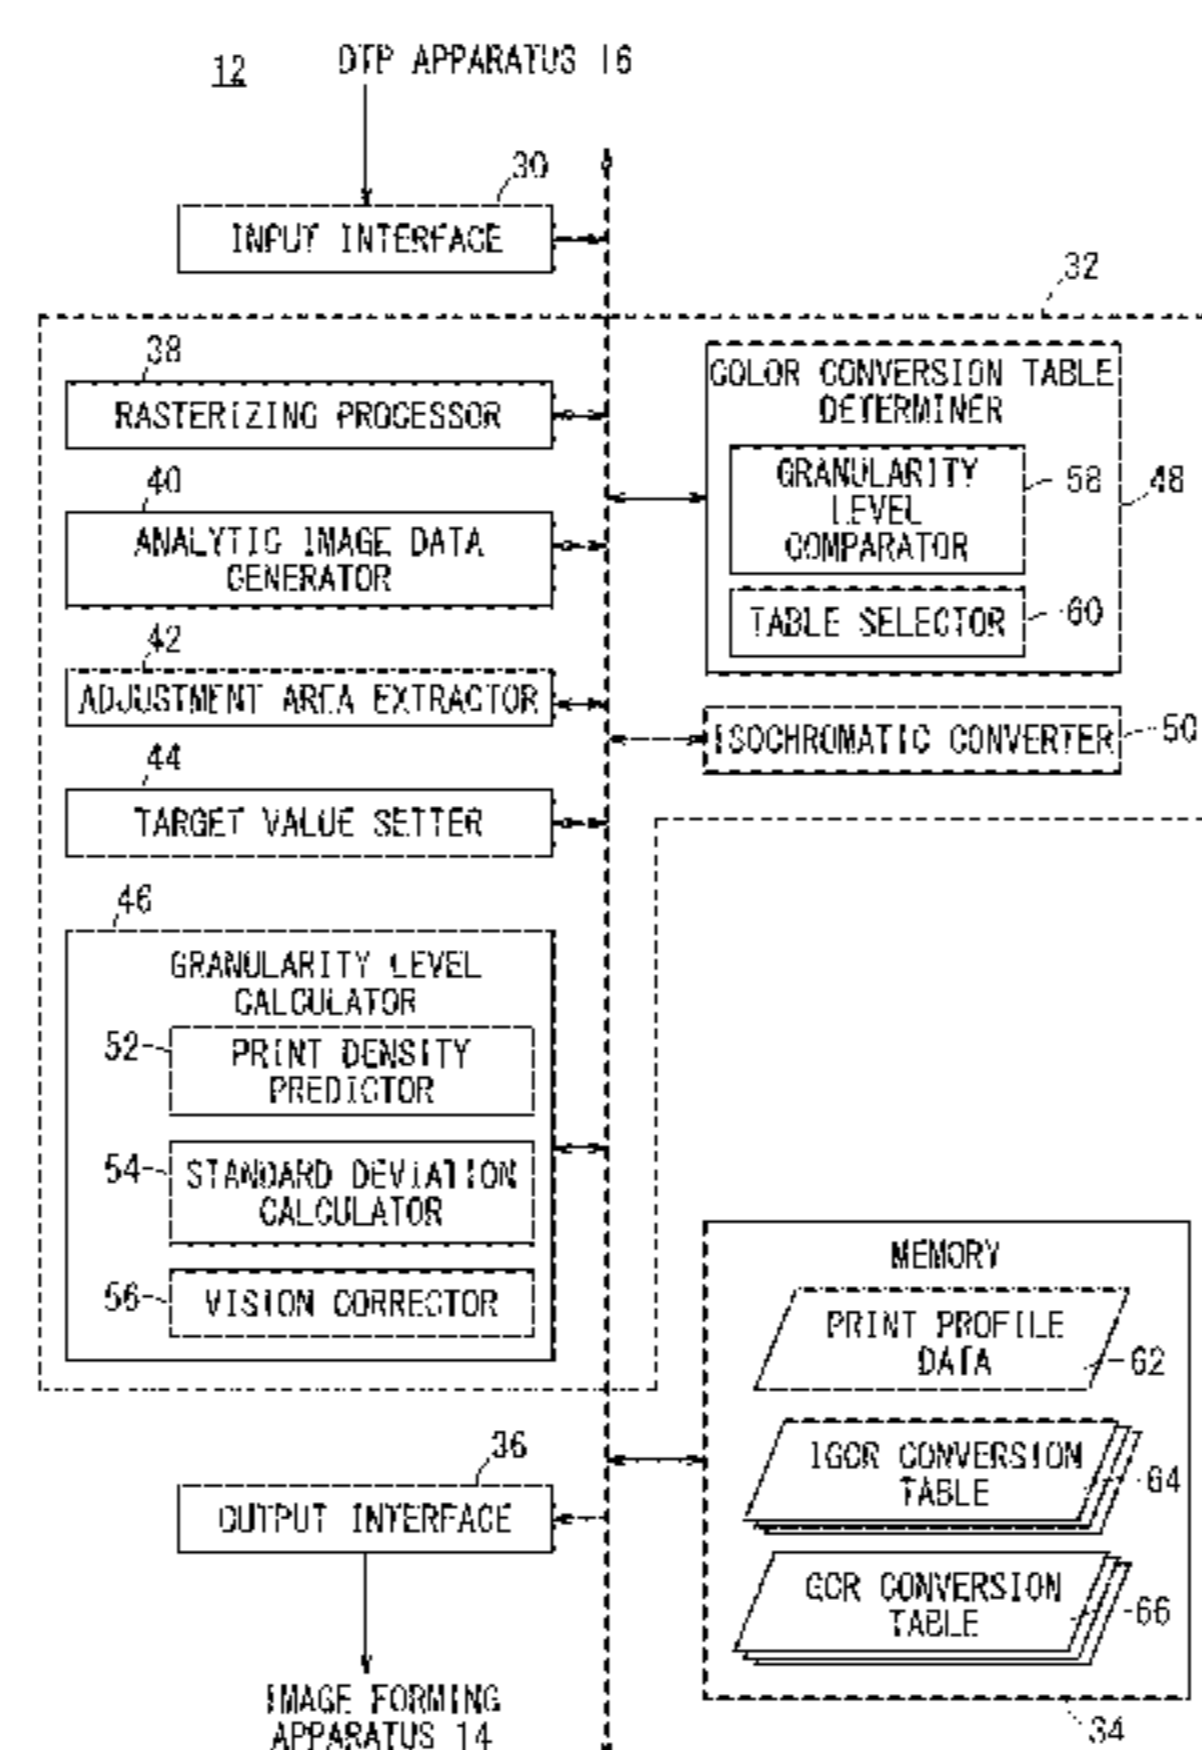 12
DTP APPARATUS 16
30
INPUT INTERFACE
32
38
RASTERIZING PROCESSOR
COLOR CONVERSION TABLE
DETERMINER
40
ANALYTIC IMAGE DATA
GENERATOR
GRANULARITY
LEVEL
COMPARATOR
58
48
TABLE SELECTOR
60
42
ADJUSTMENT AREA EXTRACTOR
ISOCHROMATIC CONVERTER
50
44
TARGET VALUE SETTER
46
GRANULARITY LEVEL
CALCULATOR
52
PRINT DENSITY
PREDICTOR
54
STANDARD DEVIATION
CALCULATOR
56
VISION CORRECTOR
MEMORY
PRINT PROFILE
DATA
62
IGCR CONVERSION
TABLE
64
GCR CONVERSION
TABLE
66
34
36
OUTPUT INTERFACE
IMAGE FORMING
APPARATUS 14